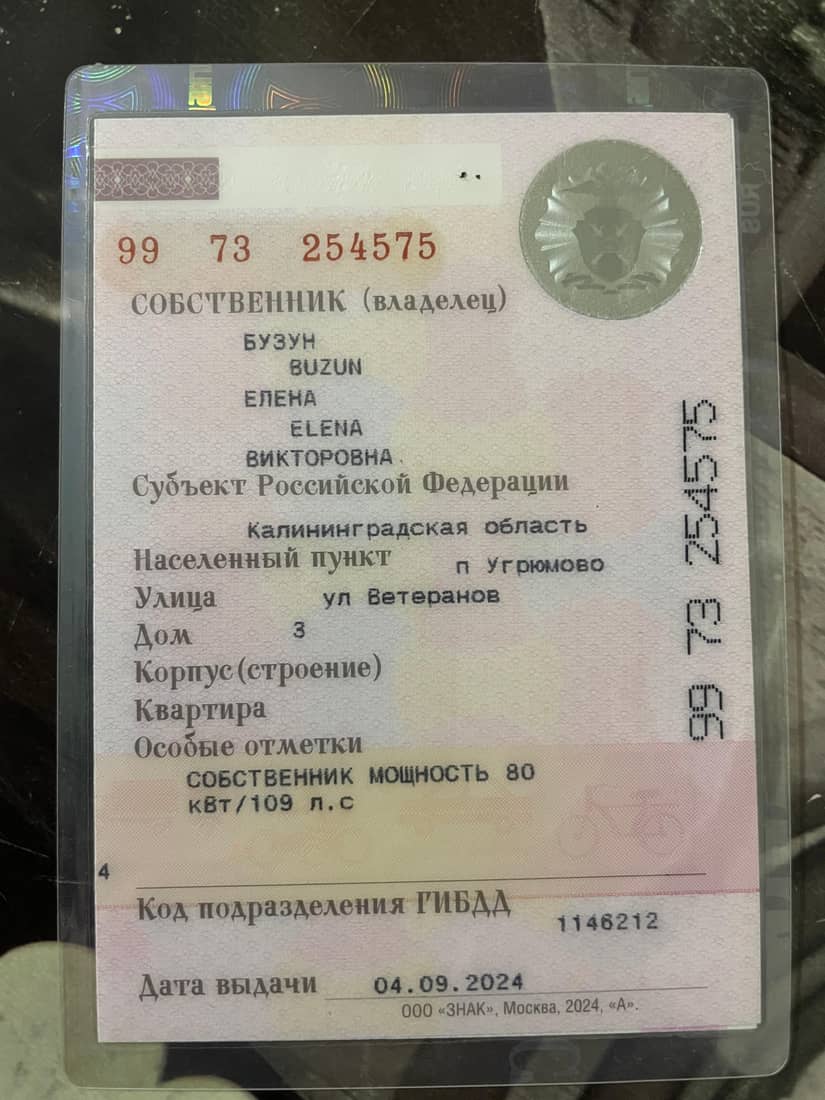 99 73 254575
СОБСТВЕННИК (владелец)
БУЗУН
BUZUN
ЕЛЕНА
ELENA
ВИКТОРОВНА
Субъект Российской Федерации
Калининградская область
Населенный пункт п Угрюмово
Улица ул Ветеранов
Дом 3
Корпус(строение)
Квартира
Особые отметки
СОБСТВЕННИК МОЩНОСТЬ 80
кВт/109 л.с
4
Код подразделения ГИБДД 1146212
Дата выдачи 04.09.2024
ООО «ЗНАК», Москва, 2024, «А».
99 73 254575
RUS